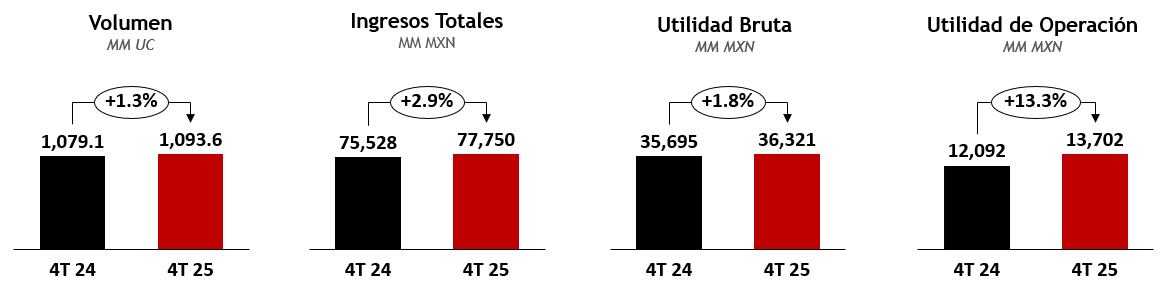 Volumen
MM UC
+1.3%
1,079.1
1,093.6
4T 24
4T 25
Ingresos Totales
MM MXN
+2.9%
75,528
77,750
4T 24
4T 25
Utilidad Bruta
MM MXN
+1.8%
35,695
36,321
4T 24
4T 25
Utilidad de Operación
MM MXN
+13.3%
12,092
13,702
4T 24
4T 25